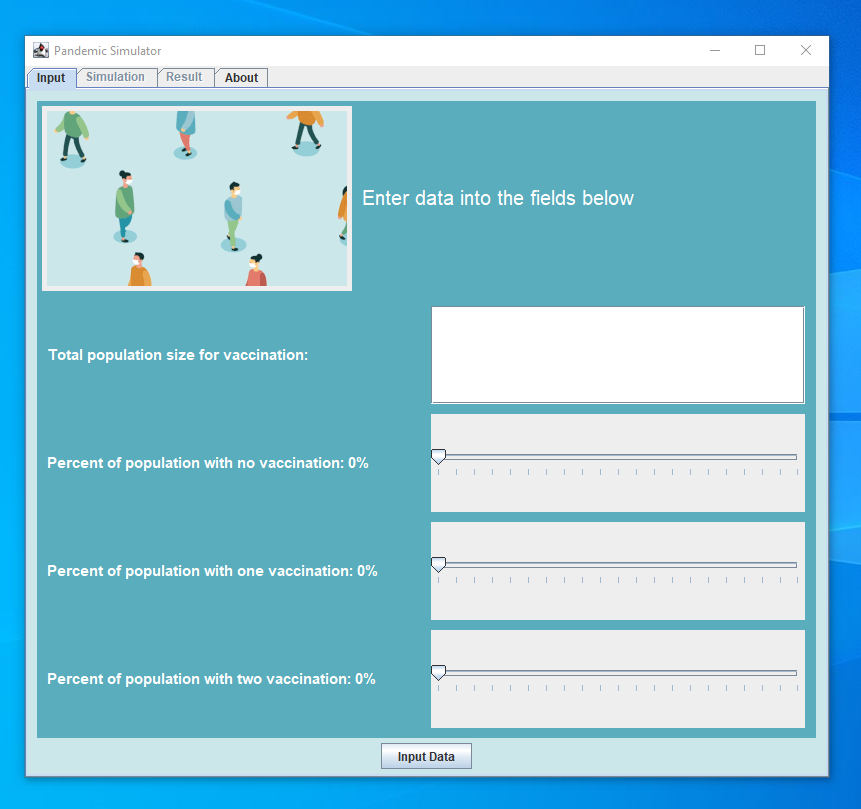 Pandemic Simulator
Input Simulation Result About
Enter data into the fields below
Total population size for vaccination:
Percent of population with no vaccination: 0%
Percent of population with one vaccination: 0%
Percent of population with two vaccination: 0%
Input Data